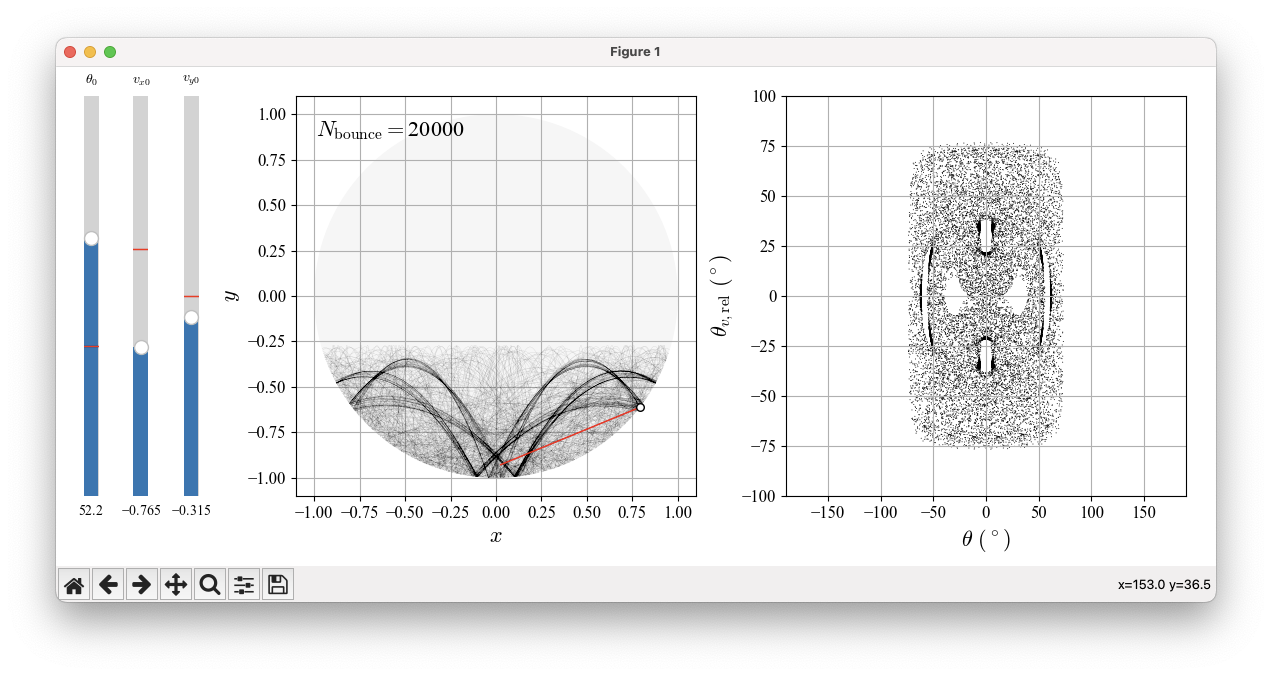 Figure 1
θ₀ vₓ₀ v_y0
52.2 −0.765 −0.315
N_bounce = 20000
1.00
0.75
0.50
0.25
0.00
−0.25
−0.50
−0.75
−1.00
y
−1.00 −0.75 −0.50 −0.25 0.00 0.25 0.50 0.75 1.00
x
100
75
50
25
0
−25
−50
−75
−100
θ_v,rel (°)
−150 −100 −50 0 50 100 150
θ (°)
x=153.0 y=36.5